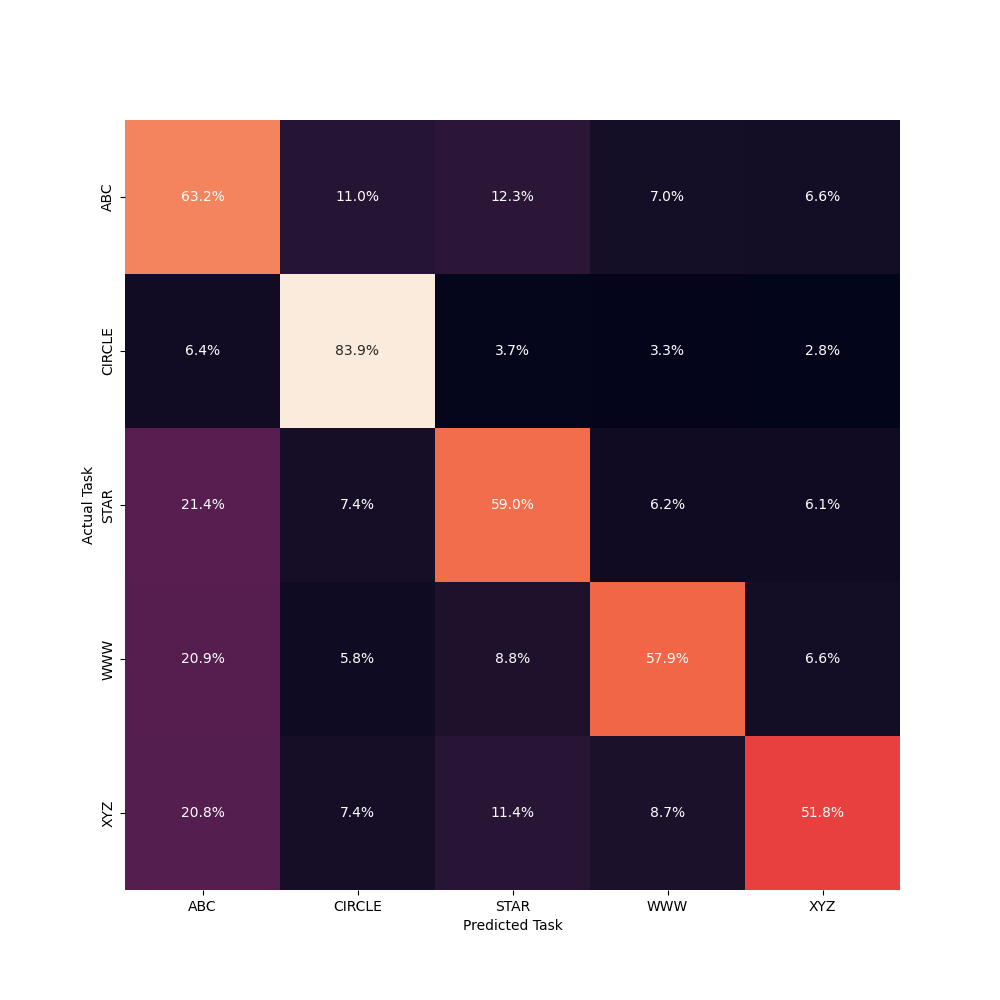 ABC 63.2% 11.0% 12.3% 7.0% 6.6%
CIRCLE 6.4% 83.9% 3.7% 3.3% 2.8%
Actual Task
STAR 21.4% 7.4% 59.0% 6.2% 6.1%
WWW 20.9% 5.8% 8.8% 57.9% 6.6%
XYZ 20.8% 7.4% 11.4% 8.7% 51.8%
ABC CIRCLE STAR WWW XYZ
Predicted Task